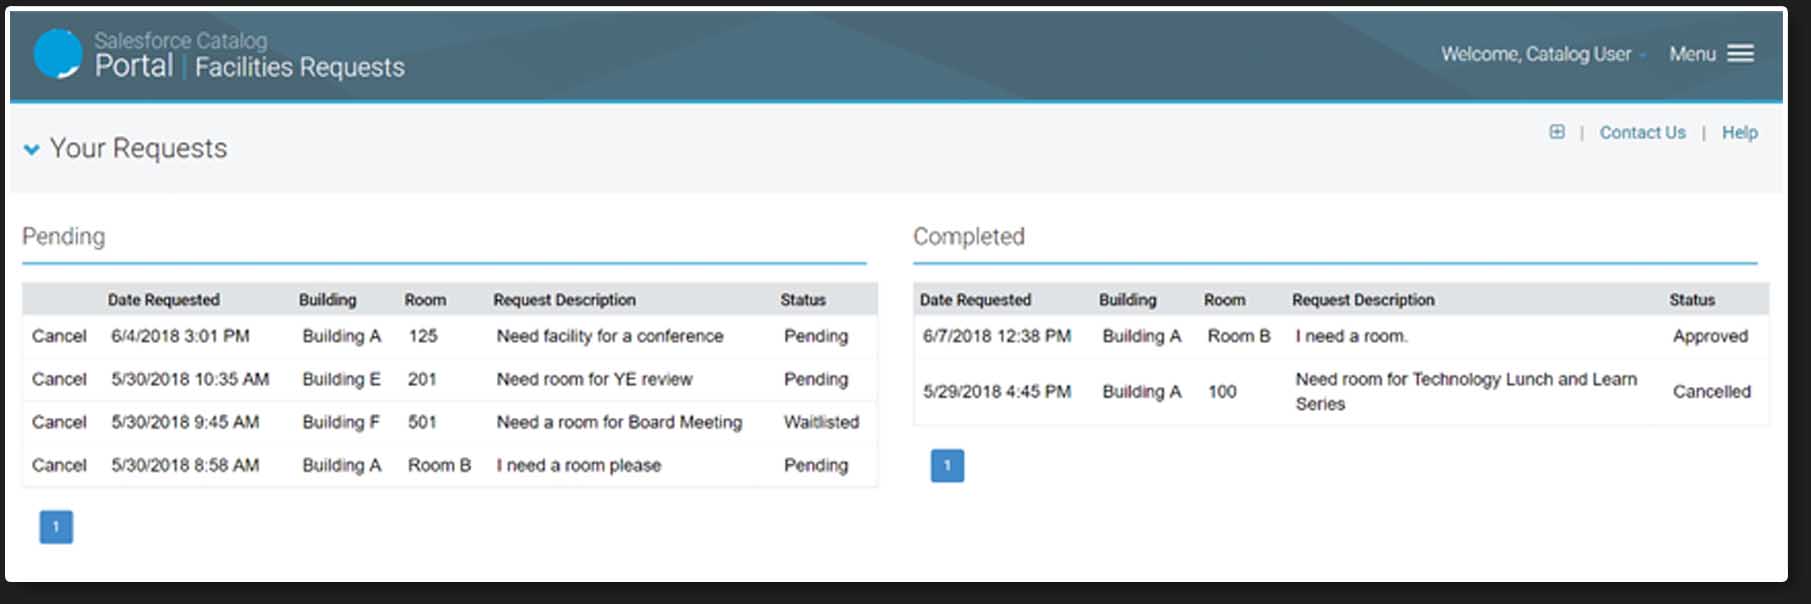 Salesforce Catalog
Portal | Facilities Requests
Welcome, Catalog User
Menu
Your Requests
| Contact Us | Help
Pending
Date Requested Building Room Request Description Status
Cancel 6/4/2018 3:01 PM Building A 125 Need facility for a conference Pending
Cancel 5/30/2018 10:35 AM Building E 201 Need room for YE review Pending
Cancel 5/30/2018 9:45 AM Building F 501 Need a room for Board Meeting Waitlisted
Cancel 5/30/2018 8:58 AM Building A Room B I need a room please Pending
1
Completed
Date Requested Building Room Request Description Status
6/7/2018 12:38 PM Building A Room B I need a room. Approved
5/29/2018 4:45 PM Building A 100 Need room for Technology Lunch and Learn Cancelled
Series
1